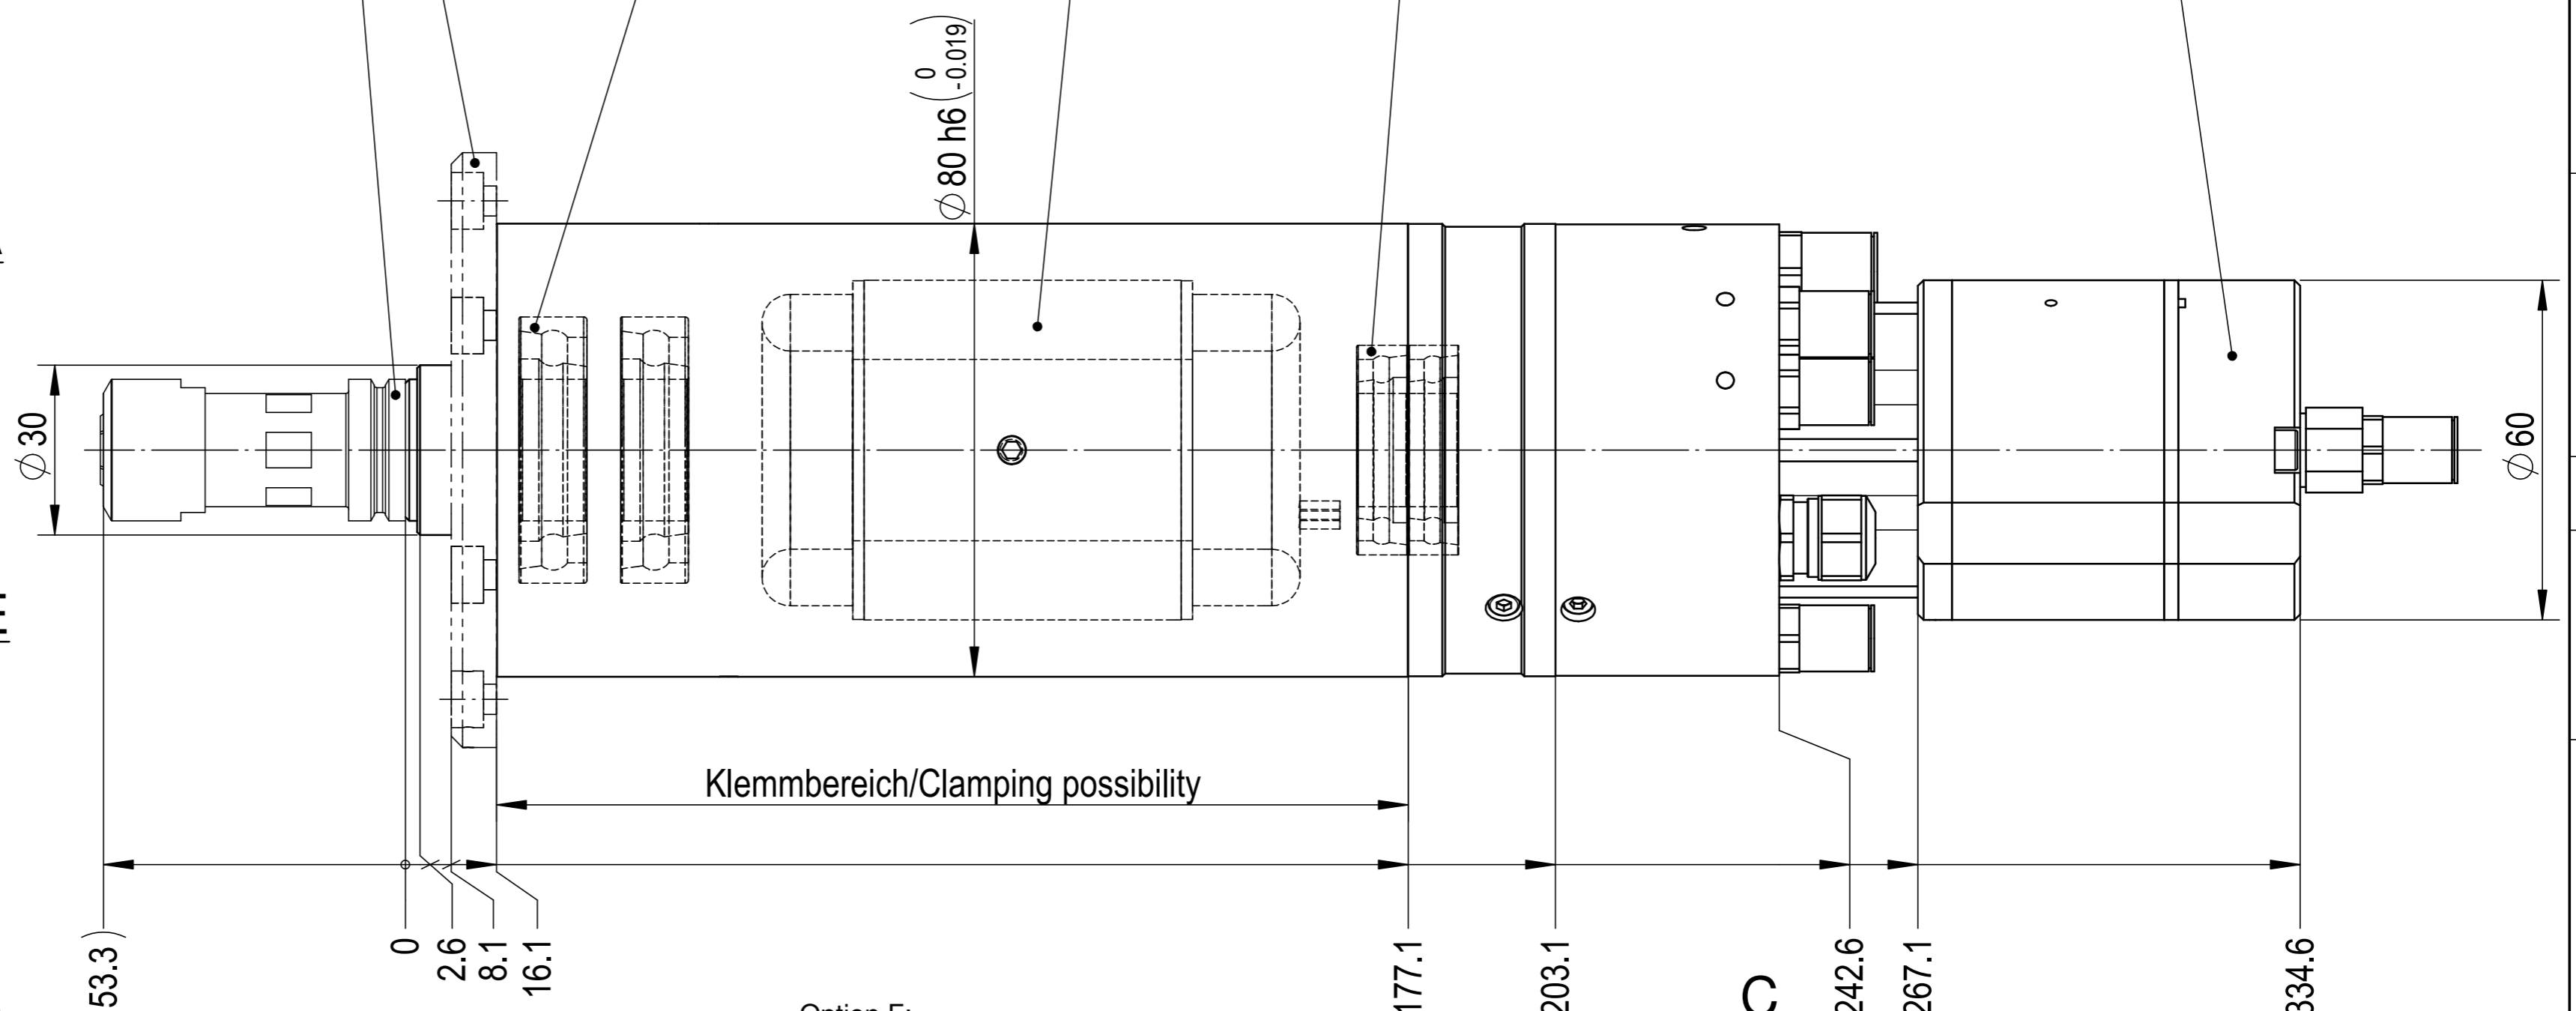 0
-0.019
Ø 80 h6
Ø 30
Ø 60
Klemmbereich/Clamping possibility
53.3)
0
2.6
8.1
16.1
177.1
203.1
242.6
267.1
334.6
C